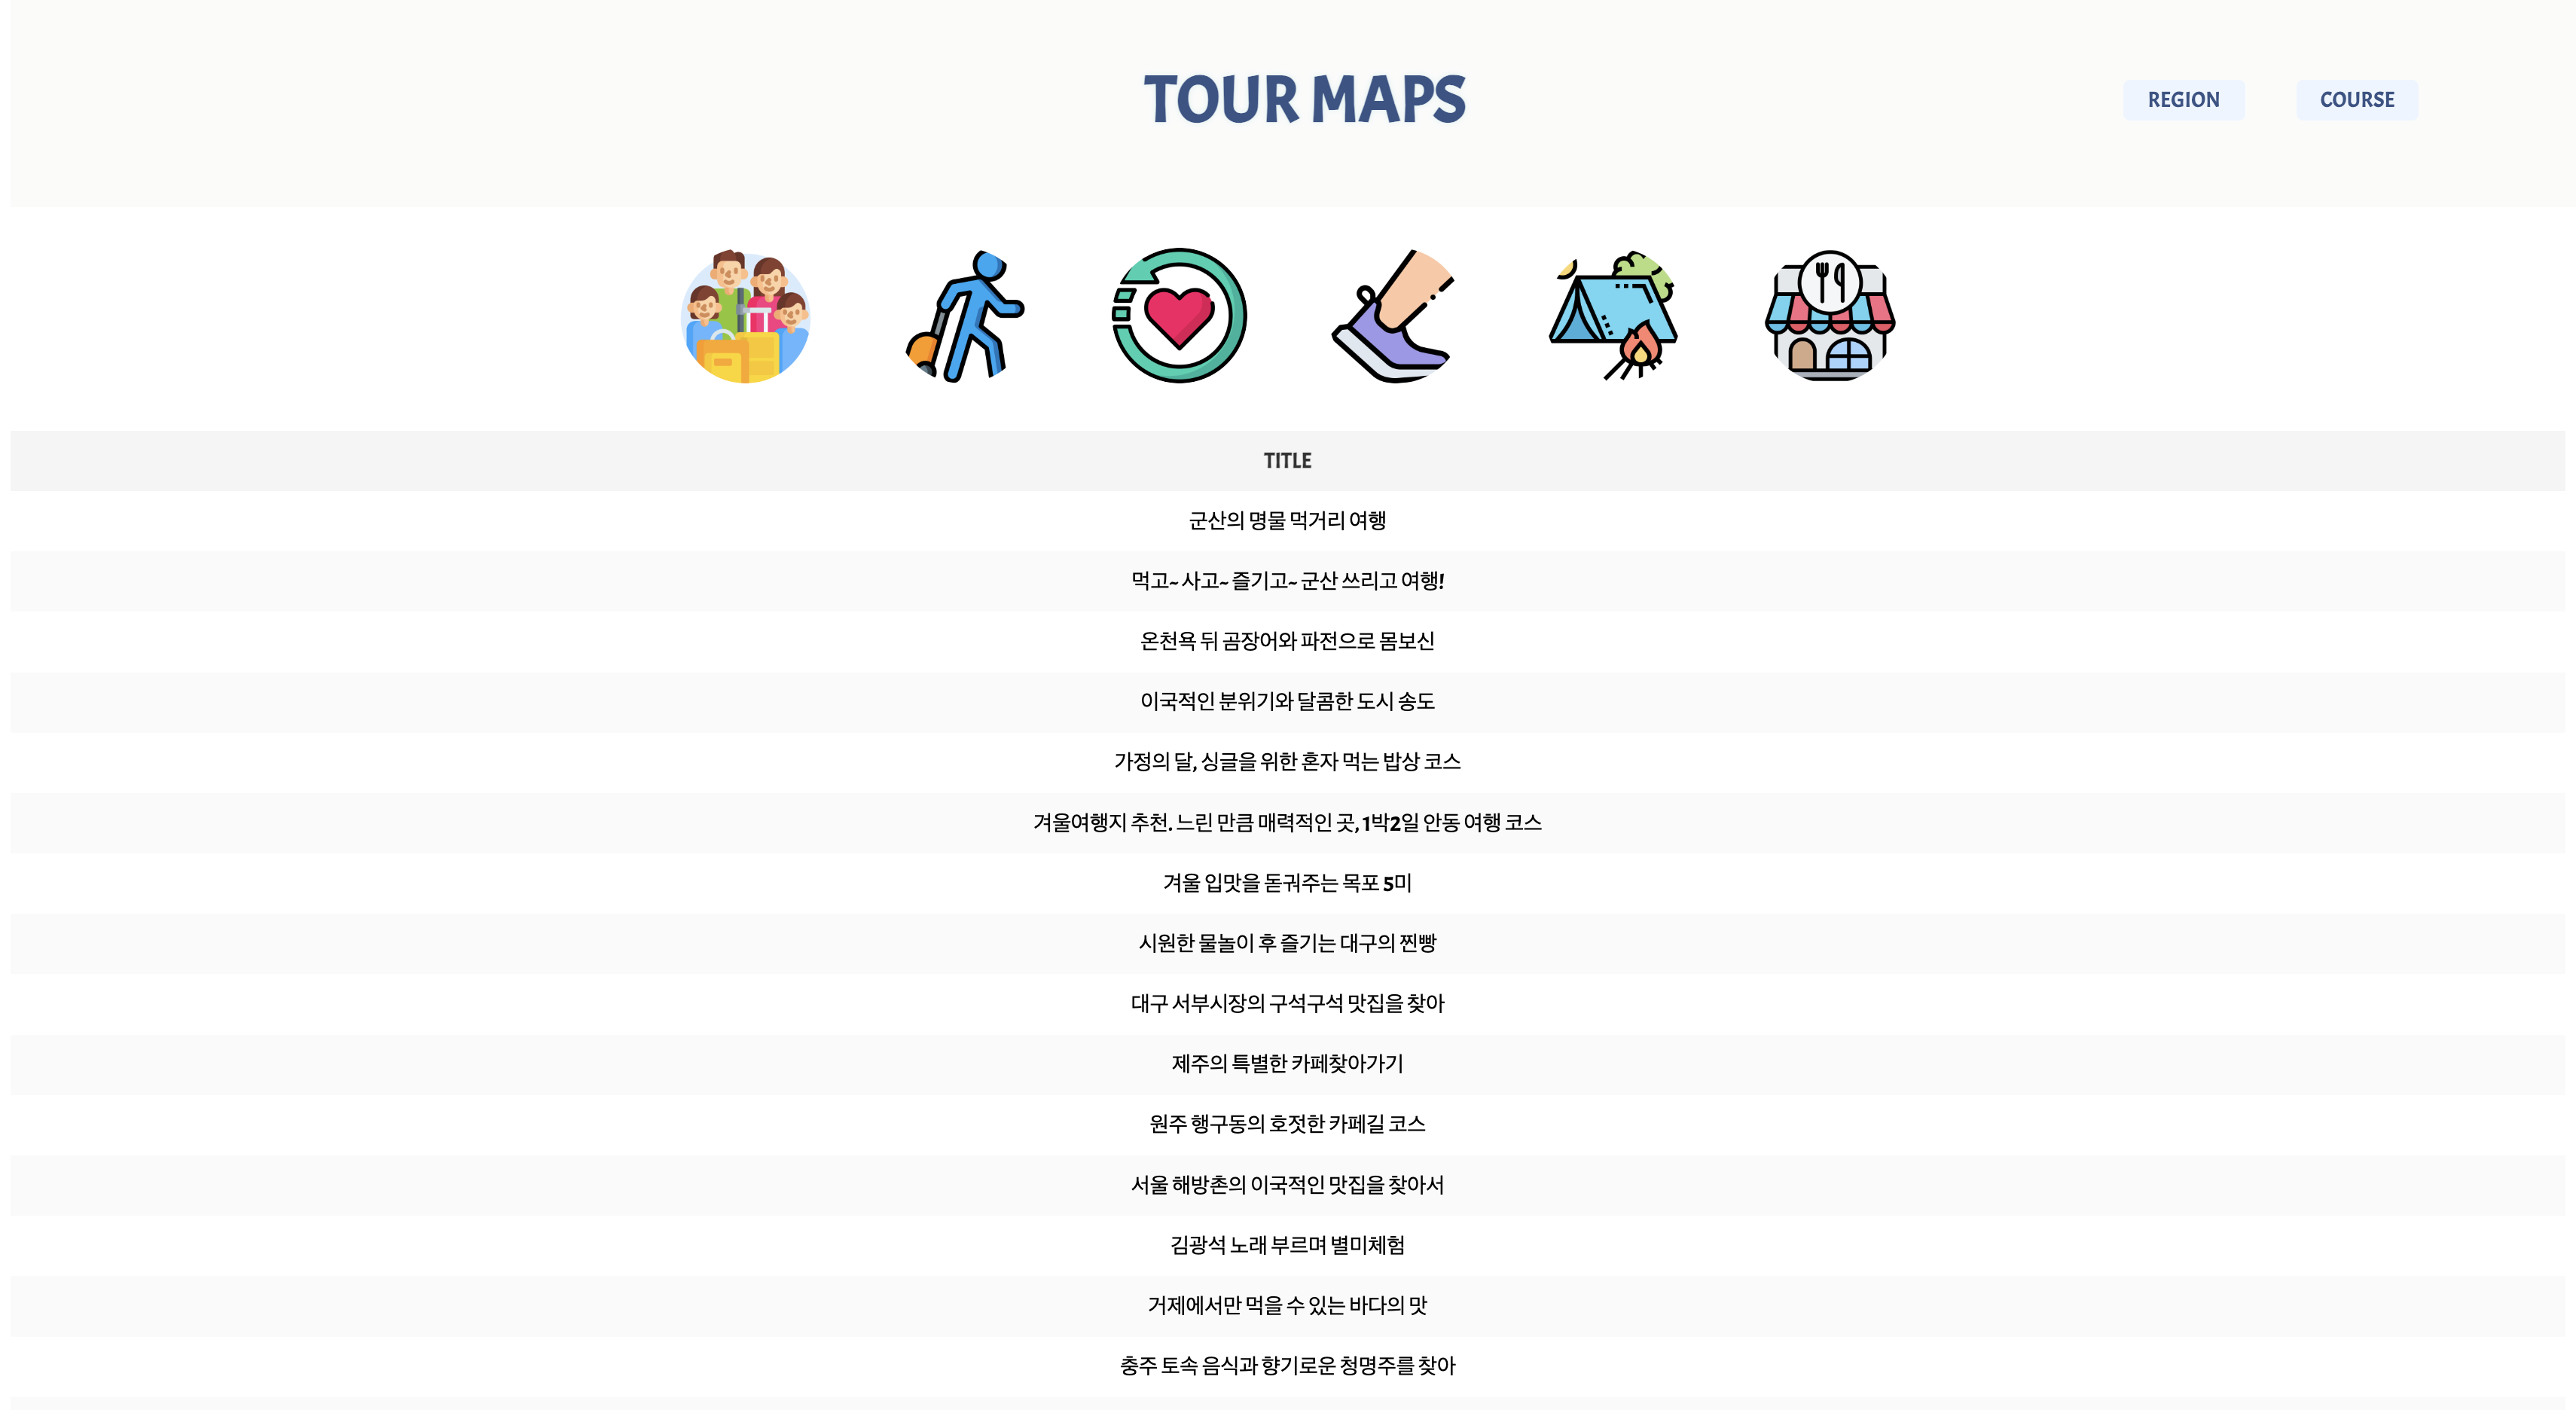 TOUR MAPS
REGION
COURSE
TITLE
군산의 명물 먹거리 여행
먹고~ 사고~ 즐기고~ 군산 쓰리고 여행!
온천욕 뒤 곰장어와 파전으로 몸보신
이국적인 분위기와 달콤한 도시 송도
가정의 달, 싱글을 위한 혼자 먹는 밥상 코스
겨울여행지 추천. 느린 만큼 매력적인 곳, 1박2일 안동 여행 코스
겨울 입맛을 돋궈주는 목포 5미
시원한 물놀이 후 즐기는 대구의 찐빵
대구 서부시장의 구석구석 맛집을 찾아
제주의 특별한 카페찾아가기
원주 행구동의 호젓한 카페길 코스
서울 해방촌의 이국적인 맛집을 찾아서
김광석 노래 부르며 별미체험
거제에서만 먹을 수 있는 바다의 맛
충주 토속 음식과 향기로운 청명주를 찾아